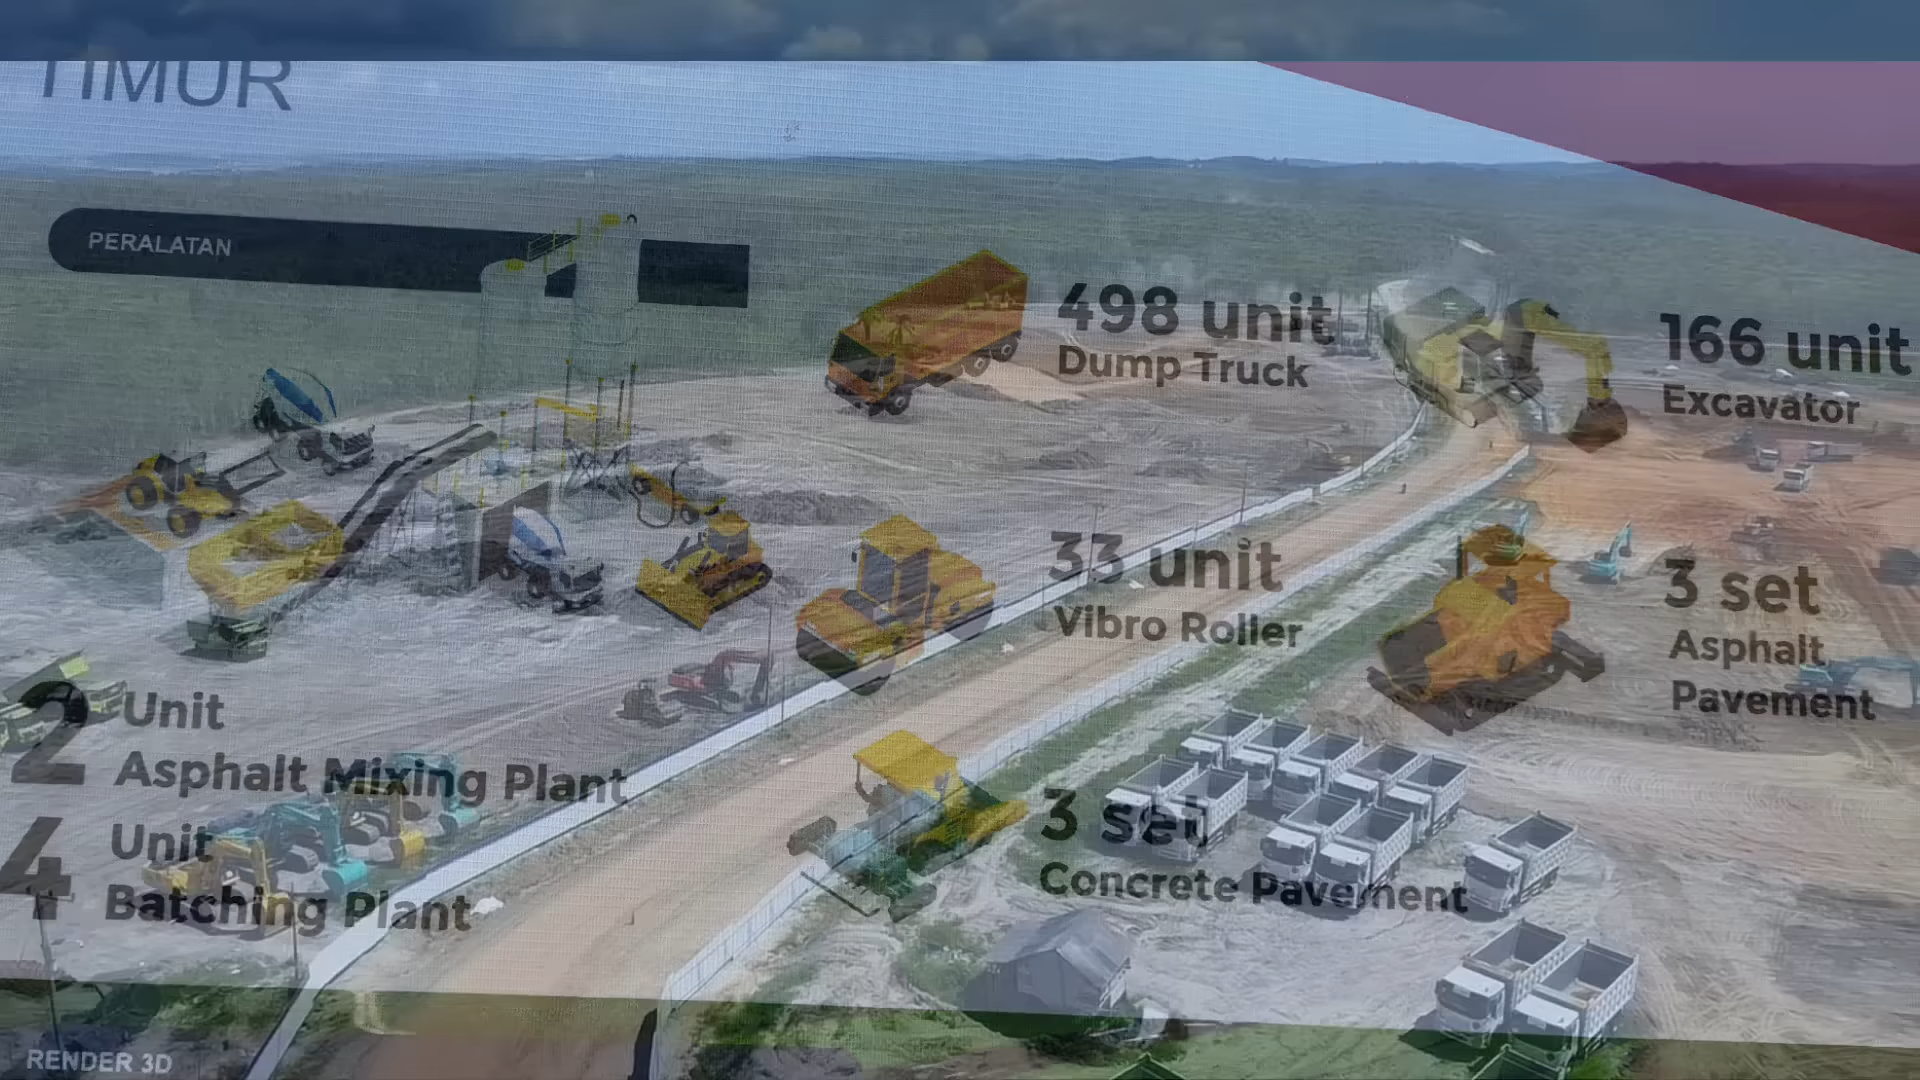 TIMUR
PERALATAN
498 unit
Dump Truck
166 unit
Excavator
33 unit
Vibro Roller
3 set
Asphalt
Pavement
2 Unit
Asphalt Mixing Plant
4 Unit
Batching Plant
3 set
Concrete Pavement
RENDER 3D